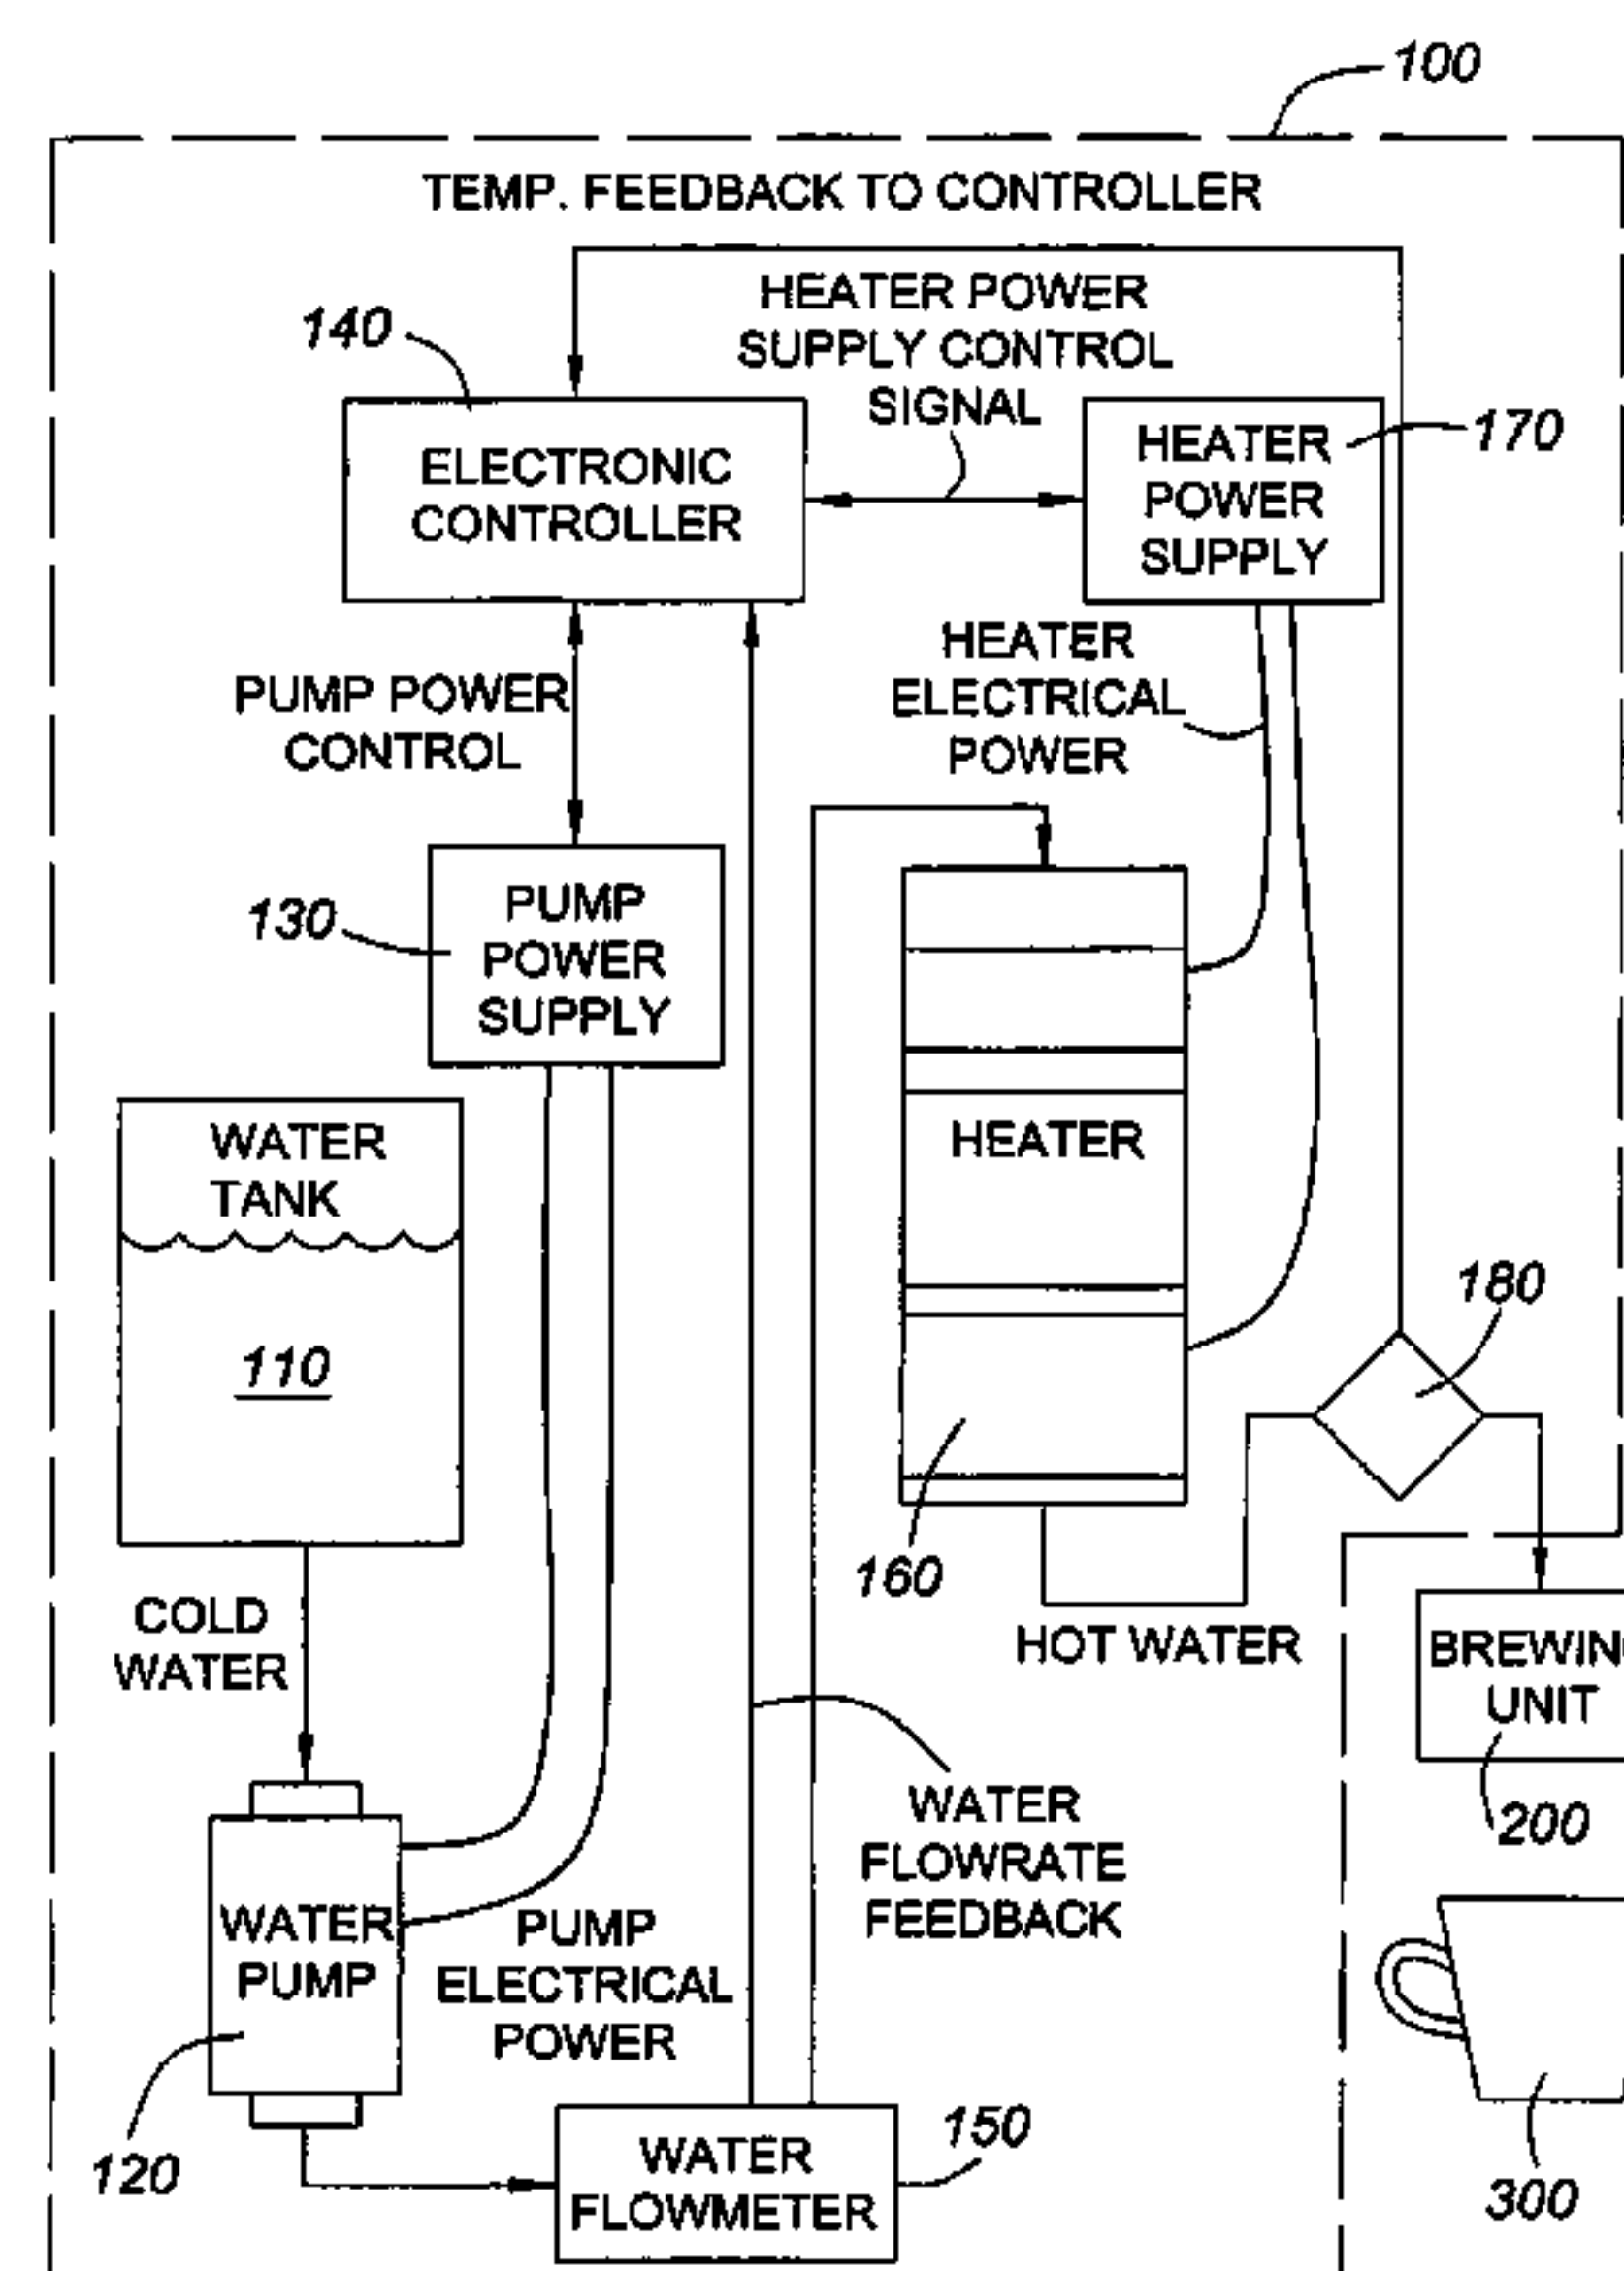 100
TEMP. FEEDBACK TO CONTROLLER
HEATER POWER
SUPPLY CONTROL
SIGNAL
140
ELECTRONIC
CONTROLLER
HEATER
POWER
SUPPLY
170
PUMP POWER
CONTROL
HEATER
ELECTRICAL
POWER
130
PUMP
POWER
SUPPLY
WATER
TANK
110
HEATER
180
160
COLD
WATER
HOT WATER
BREWIN
UNIT
200
WATER
FLOWRATE
FEEDBACK
WATER
PUMP
PUMP
ELECTRICAL
POWER
120
WATER
FLOWMETER
150
300